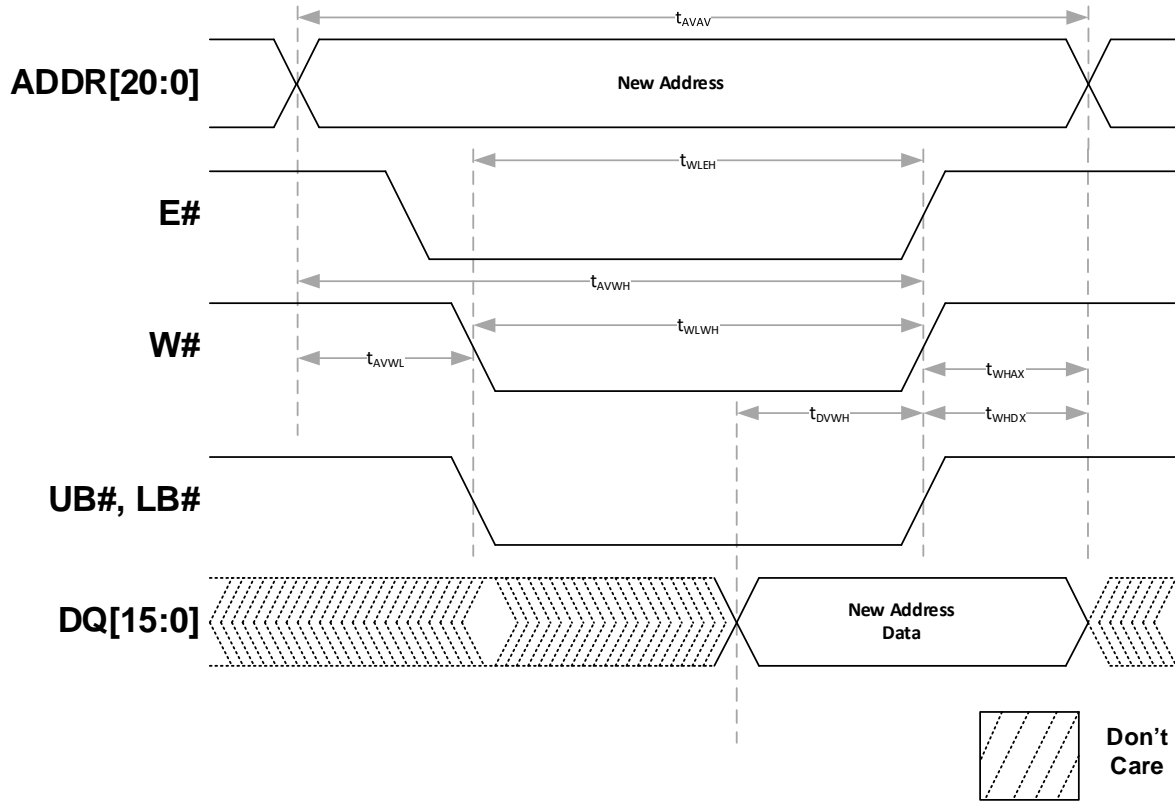 tAVAV
ADDR[20:0]
New Address
tWLEH
E#
tAVWH
W#
tWLWH
tAVWL
tWHAX
tDVWH
tWHDX
UB#, LB#
DQ[15:0]
New Address
Data
Don't
Care